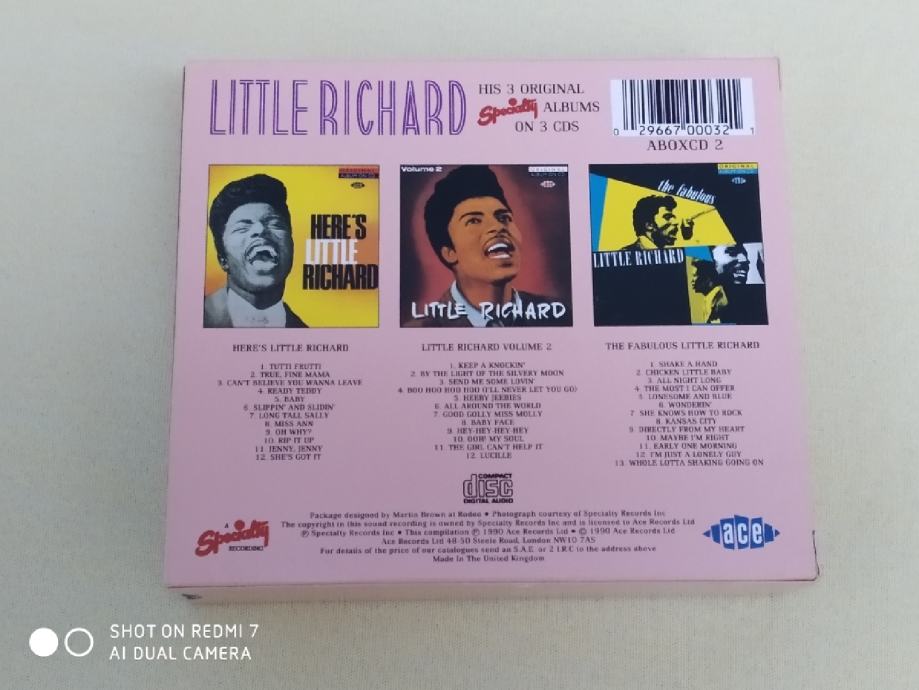 LITTLE RICHARD
HIS 3 ORIGINAL
Specialty ALBUMS
ON 3 CDS
0 29667 00032 1
ABOXCD 2
HERE'S
LITTLE
RICHARD
Volume 2
LITTLE RICHARD
ORIGINAL
the fabulous
LITTLE RICHARD
HERE'S LITTLE RICHARD
1. TUTTI FRUTTI
2. TRUE, FINE MAMA
3. CAN'T BELIEVE YOU WANNA LEAVE
4. READY TEDDY
5. BABY
6. SLIPPIN' AND SLIDIN'
7. LONG TALL SALLY
8. MISS ANN
9. OH WHY?
10. RIP IT UP
11. JENNY, JENNY
12. SHE'S GOT IT
LITTLE RICHARD VOLUME 2
1. KEEP A KNOCKIN'
2. BY THE LIGHT OF THE SILVERY MOON
3. SEND ME SOME LOVIN'
4. BOO HOO HOO HOO (I'LL NEVER LET YOU GO)
5. HEEBY JEEBIES
6. ALL AROUND THE WORLD
7. GOOD GOLLY MISS MOLLY
8. BABY FACE
9. HEY-HEY-HEY-HEY
10. OOH! MY SOUL
11. THE GIRL CAN'T HELP IT
12. LUCILLE
THE FABULOUS LITTLE RICHARD
1. SHAKE A HAND
2. CHICKEN LITTLE BABY
3. ALL NIGHT LONG
4. THE MOST I CAN OFFER
5. LONESOME AND BLUE
6. WONDERIN'
7. SHE KNOWS HOW TO ROCK
8. KANSAS CITY
9. DIRECTLY FROM MY HEART
10. MAYBE I'M RIGHT
11. EARLY ONE MORNING
12. I'M JUST A LONELY GUY
13. WHOLE LOTTA SHAKING GOING ON
COMPACT
disc
DIGITAL AUDIO
A
Specialty
RECORDING
Package designed by Martin Brown at Rodeo • Photograph courtesy of Specialty Records Inc
The copyright in this sound recording is owned by Specialty Records Inc and is licensed to Ace Records Ltd
℗ Specialty Records Inc • This compilation ℗ 1990 Ace Records Ltd • © 1990 Ace Records Ltd
Ace Records Ltd 48-50 Steele Road, London NW10 7AS
For details of the price of our catalogues send an S.A.E. or 2 I.R.C to the address above
Made In The United Kingdom
ace
SHOT ON REDMI 7
AI DUAL CAMERA